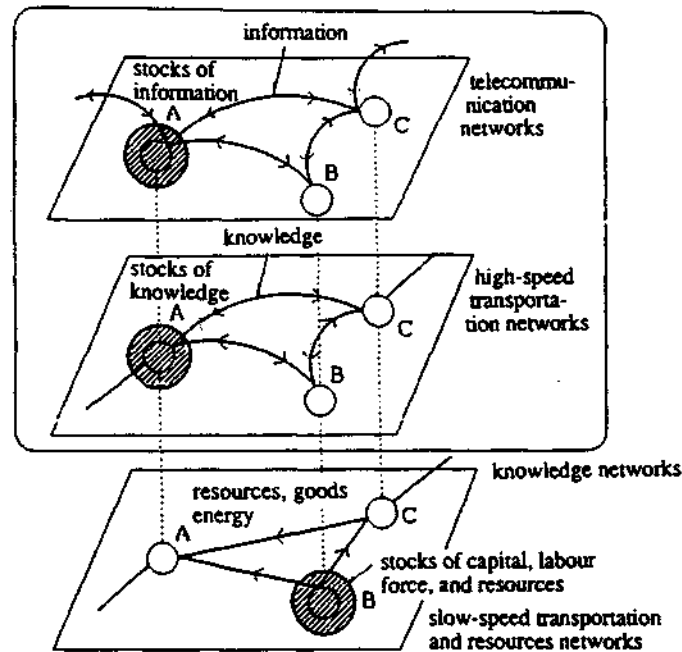 information
stocks of
information
A
C
B
telecommu-
nication
networks
knowledge
stocks of
knowledge
A
C
B
high-speed
transporta-
tion networks
knowledge networks
resources, goods
energy
A
C
B
stocks of capital, labour
force, and resources
slow-speed transportation
and resources networks